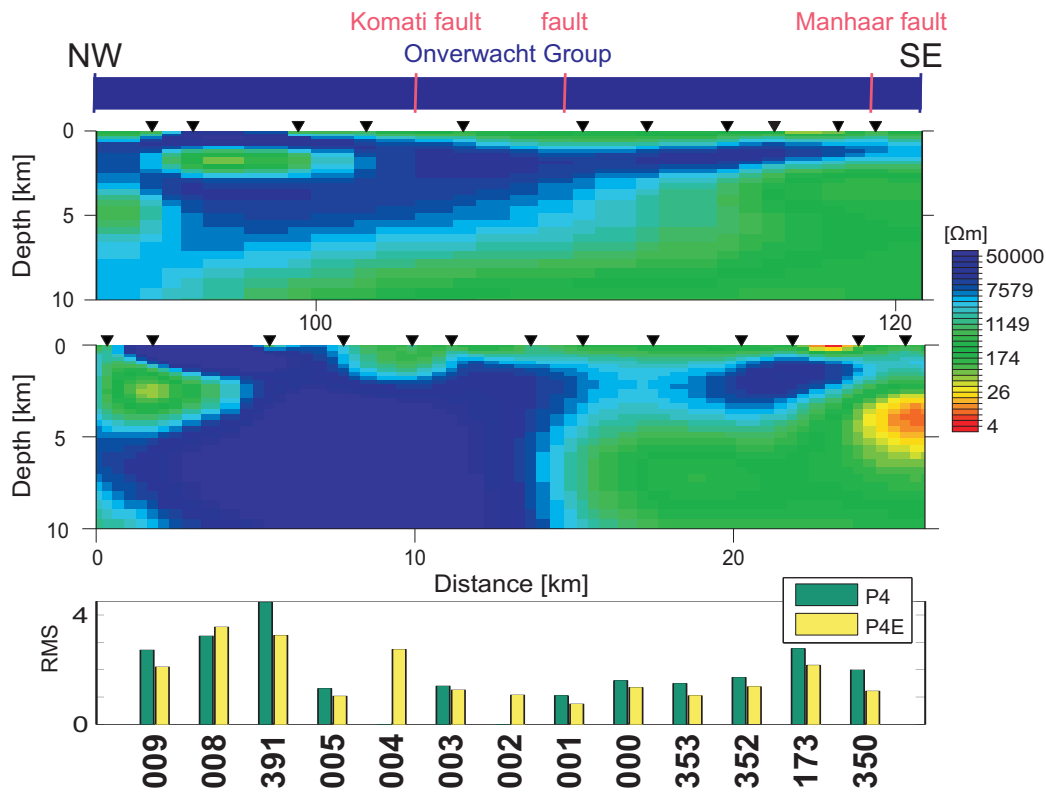 Komati fault fault Manhaar fault
NW Onverwacht Group SE
0
5
10
Depth [km]
100 120
[Ωm]
50000
7579
1149
174
26
4
0
5
10
Depth [km]
0 10 20
Distance [km]
P4
P4E
4
0
RMS
009 008 391 005 004 003 002 001 000 353 352 173 350